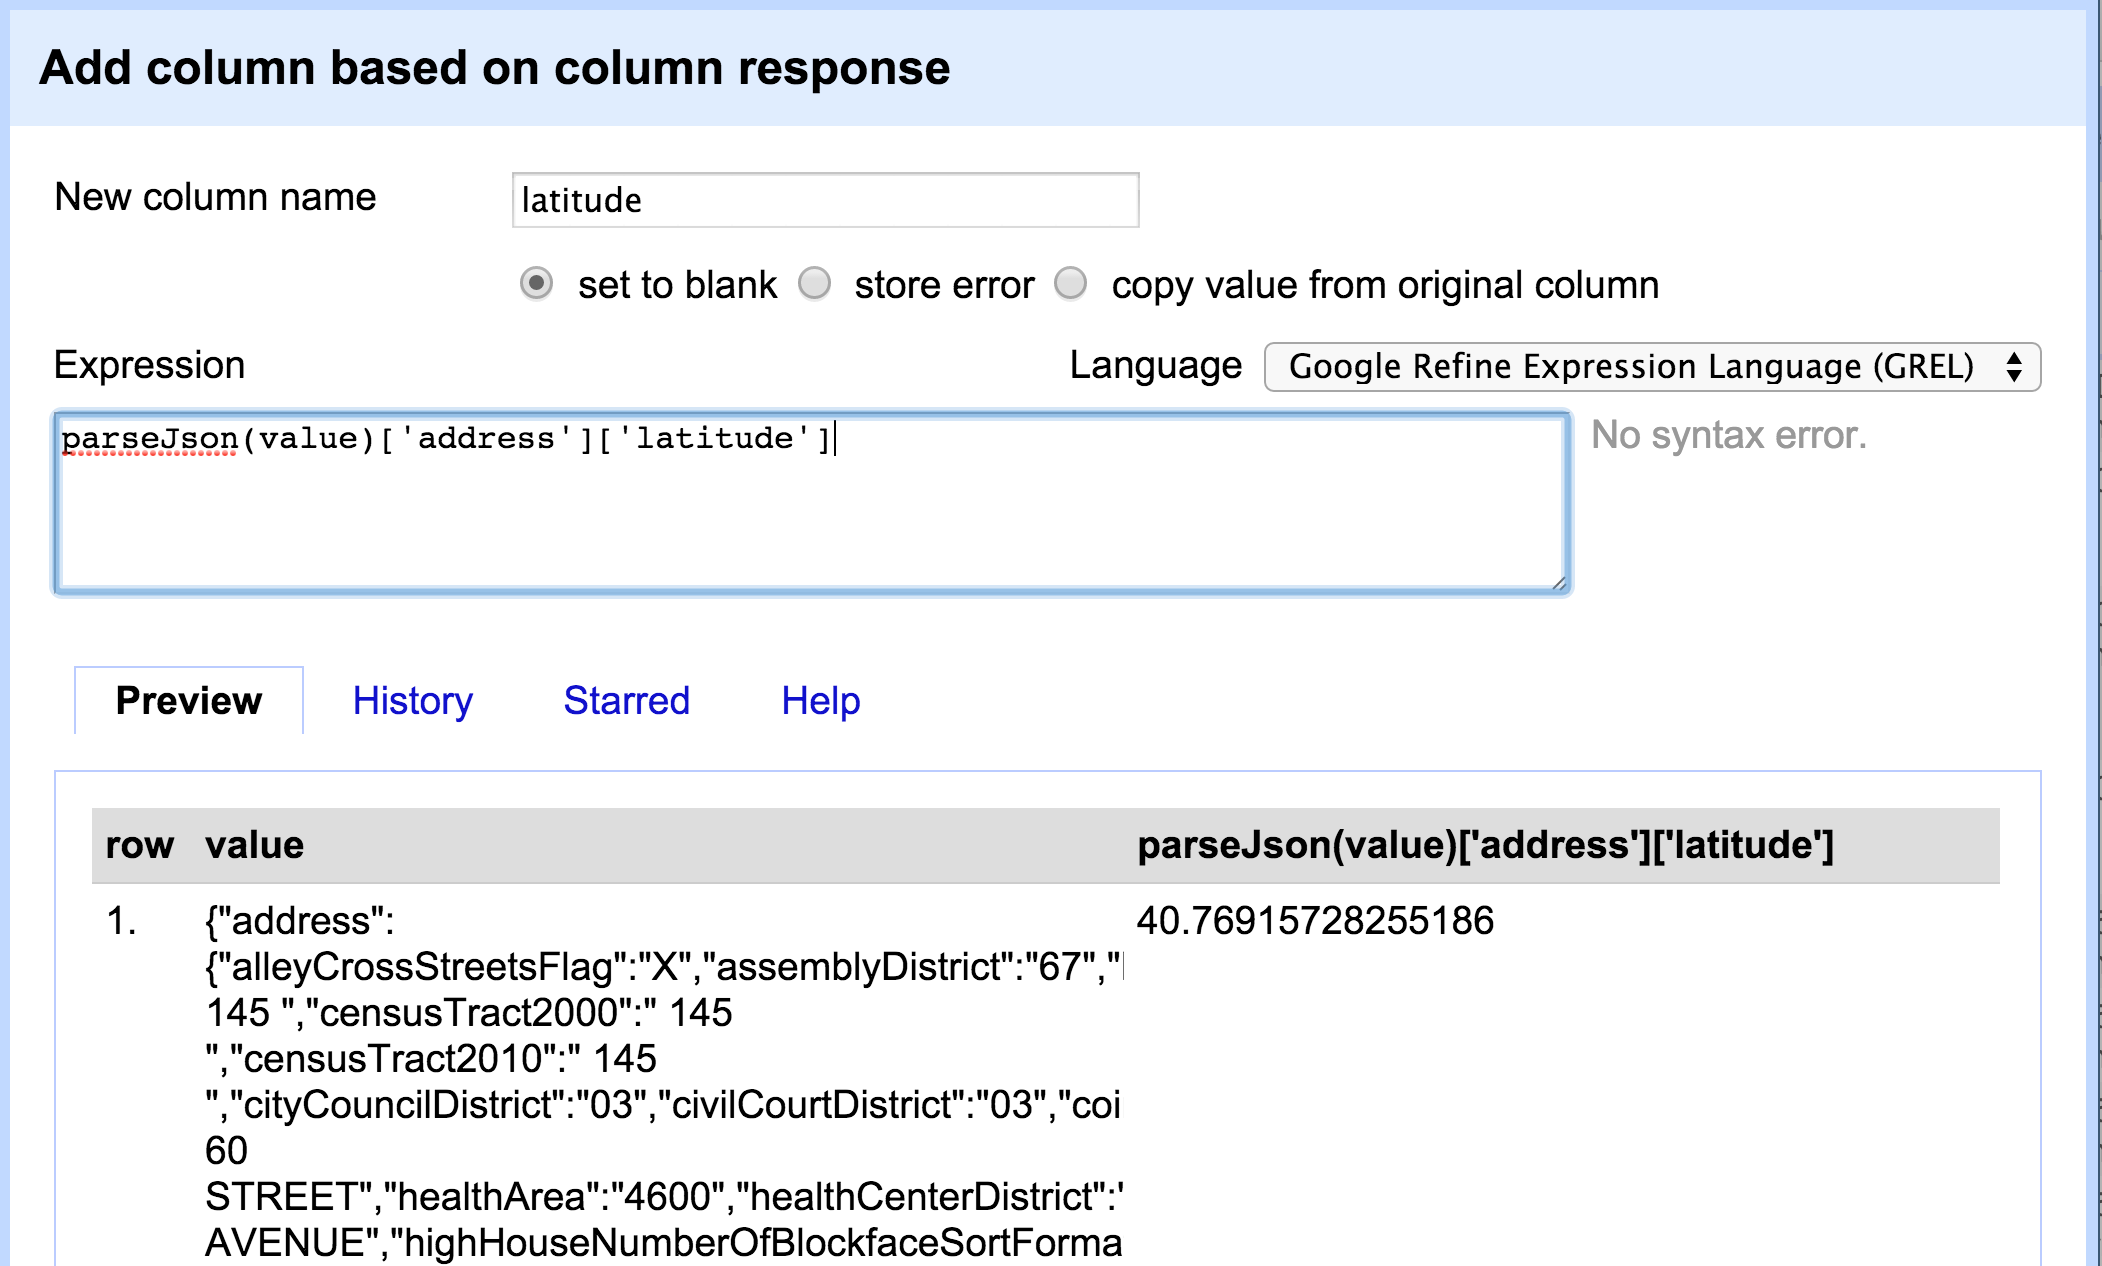 Add column based on column response
New column name latitude
set to blank store error copy value from original column
Expression Language Google Refine Expression Language (GREL)
parseJson(value)['address']['latitude']
No syntax error.
Preview History Starred Help
row value parseJson(value)['address']['latitude']
1. {"address": 40.76915728255186
{"alleyCrossStreetsFlag":"X","assemblyDistrict":"67","
145 ","censusTract2000":" 145
","censusTract2010":" 145
","cityCouncilDistrict":"03","civilCourtDistrict":"03","coi
60
STREET","healthArea":"4600","healthCenterDistrict":"
AVENUE","highHouseNumberOfBlockfaceSortForma